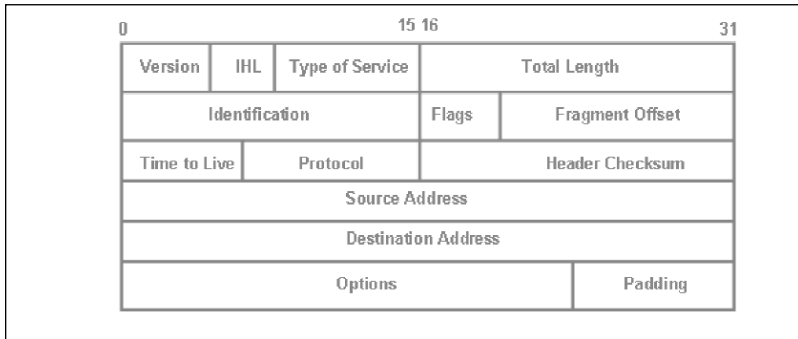 0 15 16 31
Version IHL Type of Service Total Length
Identification Flags Fragment Offset
Time to Live Protocol Header Checksum
Source Address
Destination Address
Options Padding